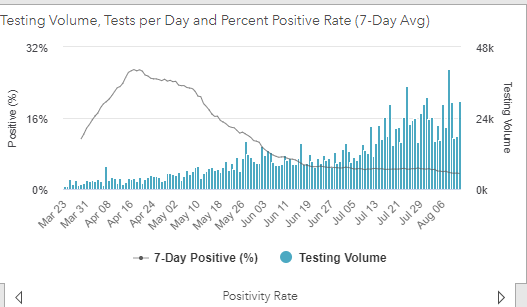 Testing Volume, Tests per Day and Percent Positive Rate (7-Day Avg)
32%
48k
Positive (%)
16%
24k
Testing Volume
0%
0k
Mar 23
Mar 31
Apr 08
Apr 16
Apr 24
May 02
May 10
May 18
May 26
Jun 03
Jun 11
Jun 19
Jun 27
Jul 05
Jul 13
Jul 21
Jul 29
Aug 06
7-Day Positive (%)
Testing Volume
Positivity Rate